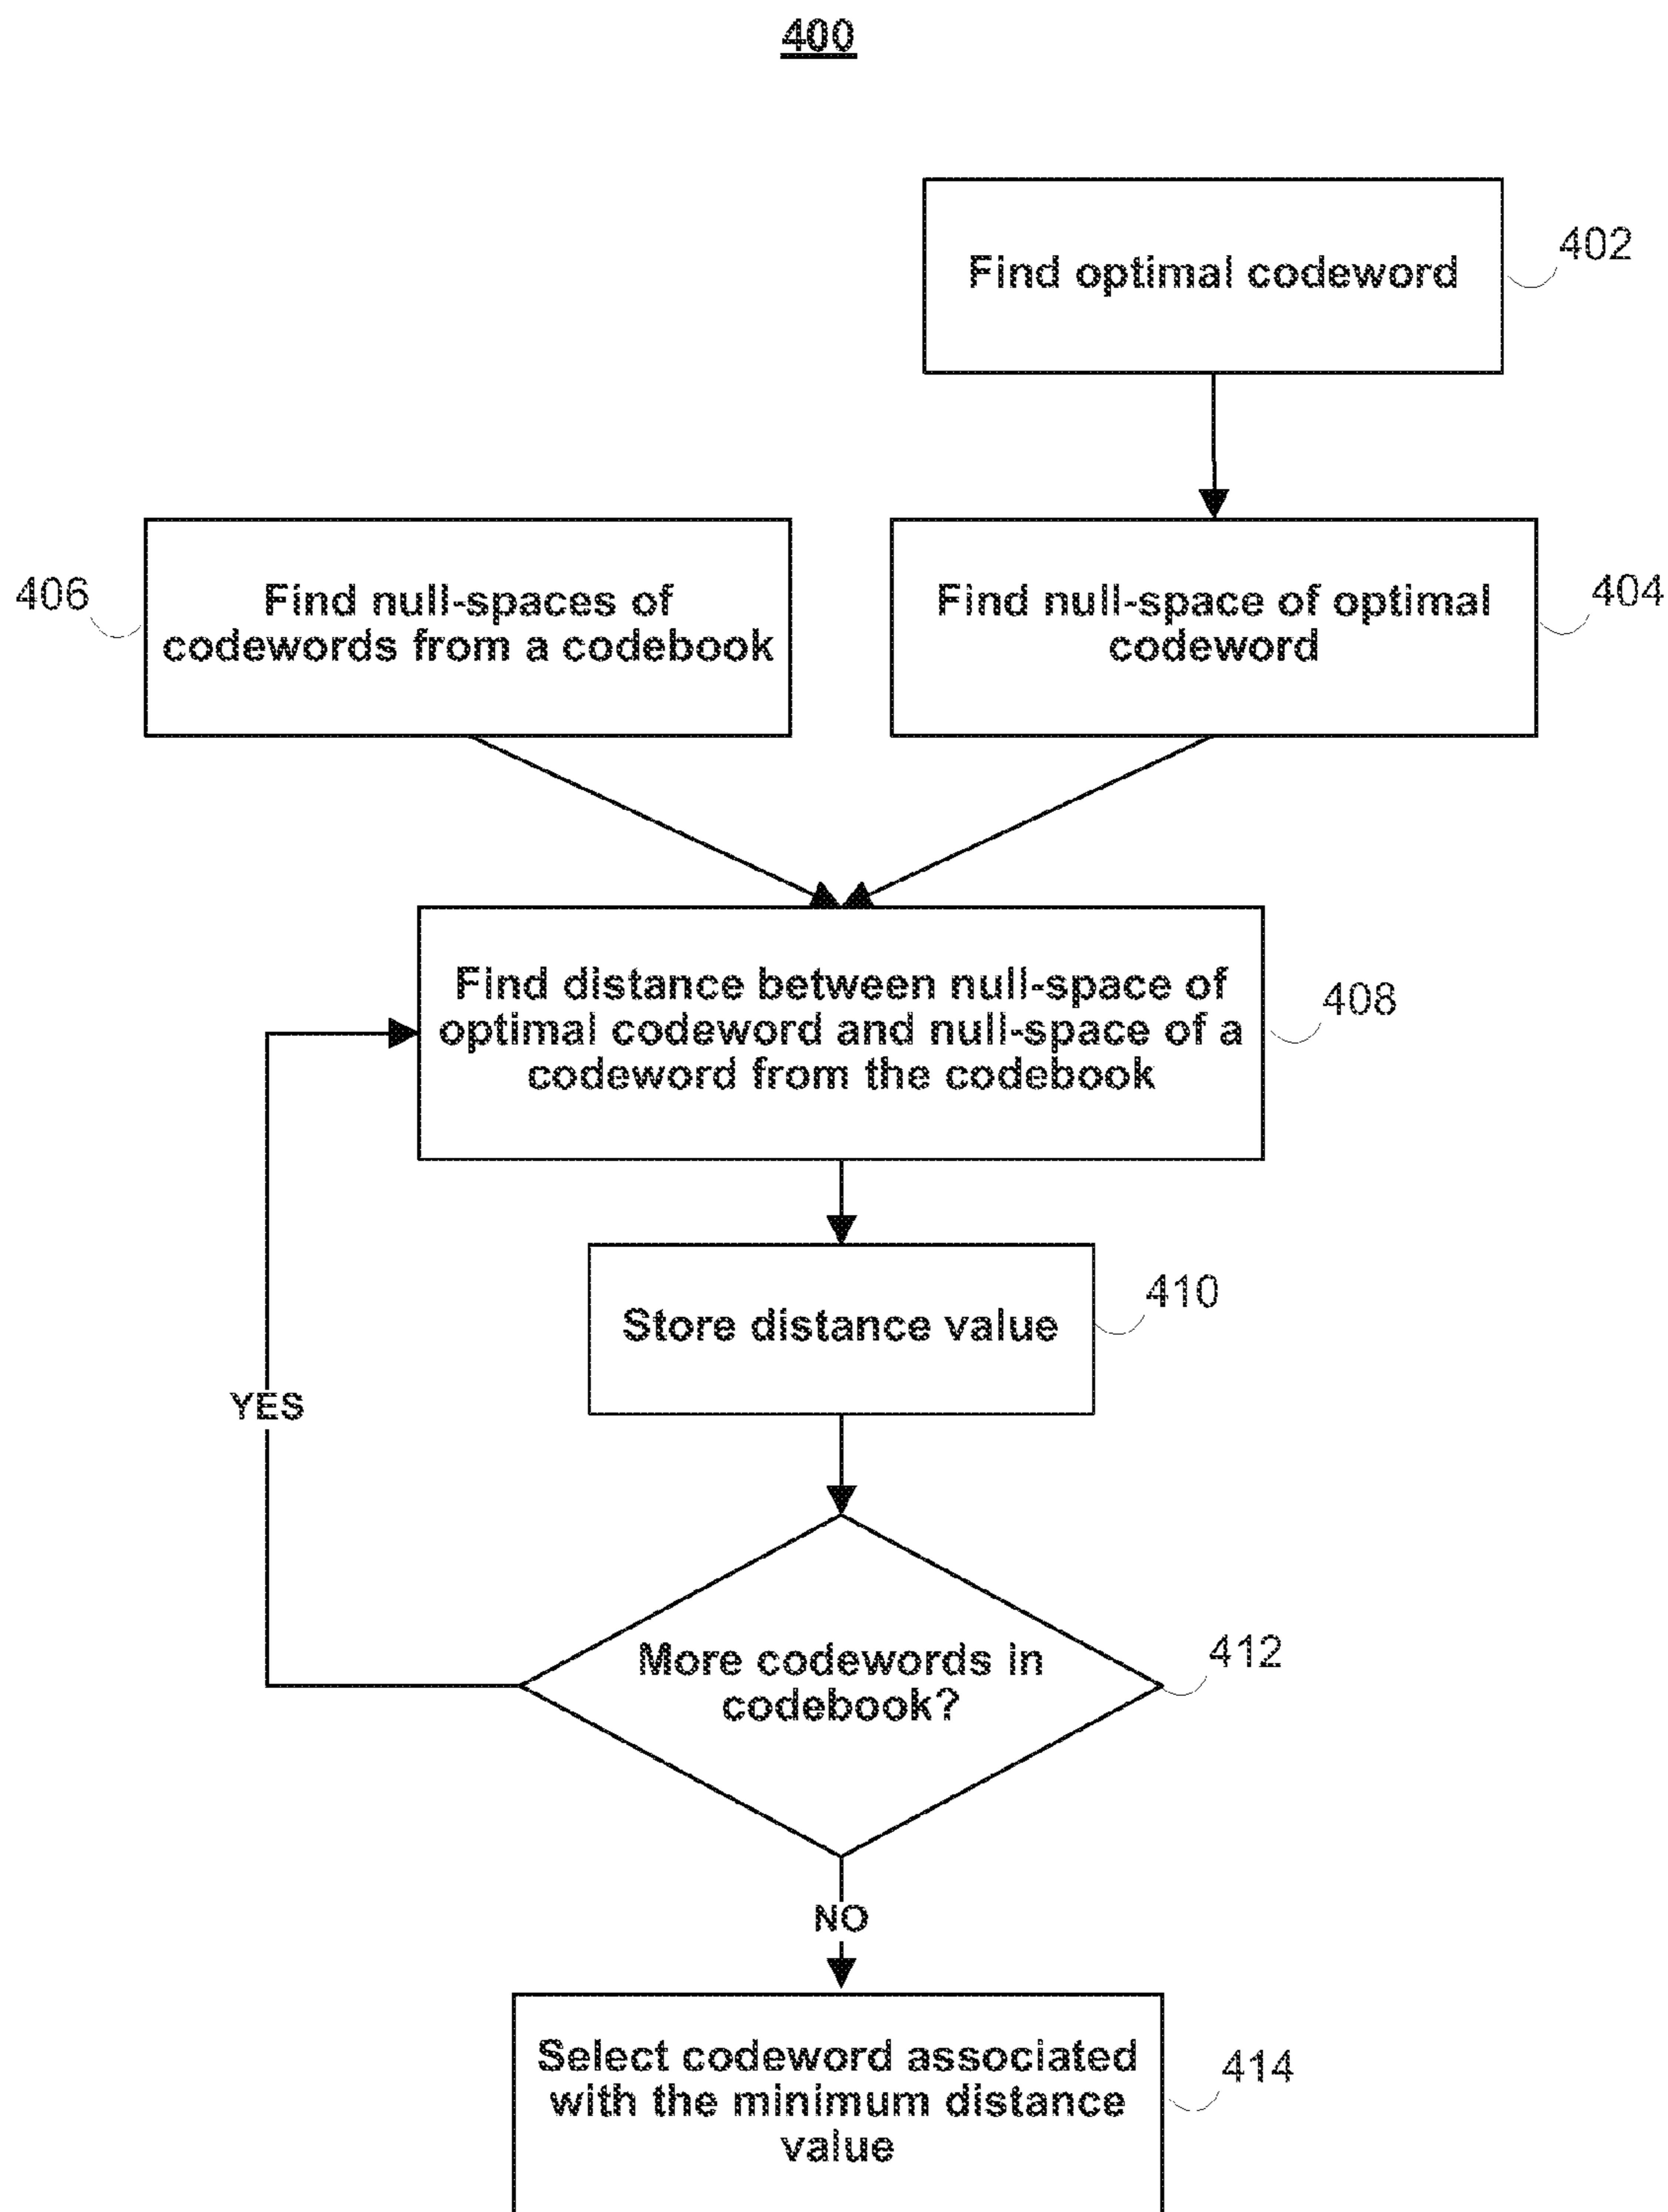 400
Find optimal codeword
402
406
Find null-spaces of
codewords from a codebook
Find null-space of optimal
codeword
404
Find distance between null-space of
optimal codeword and null-space of a
codeword from the codebook
408
Store distance value
410
YES
More codewords in
codebook?
412
NO
Select codeword associated
with the minimum distance
value
414